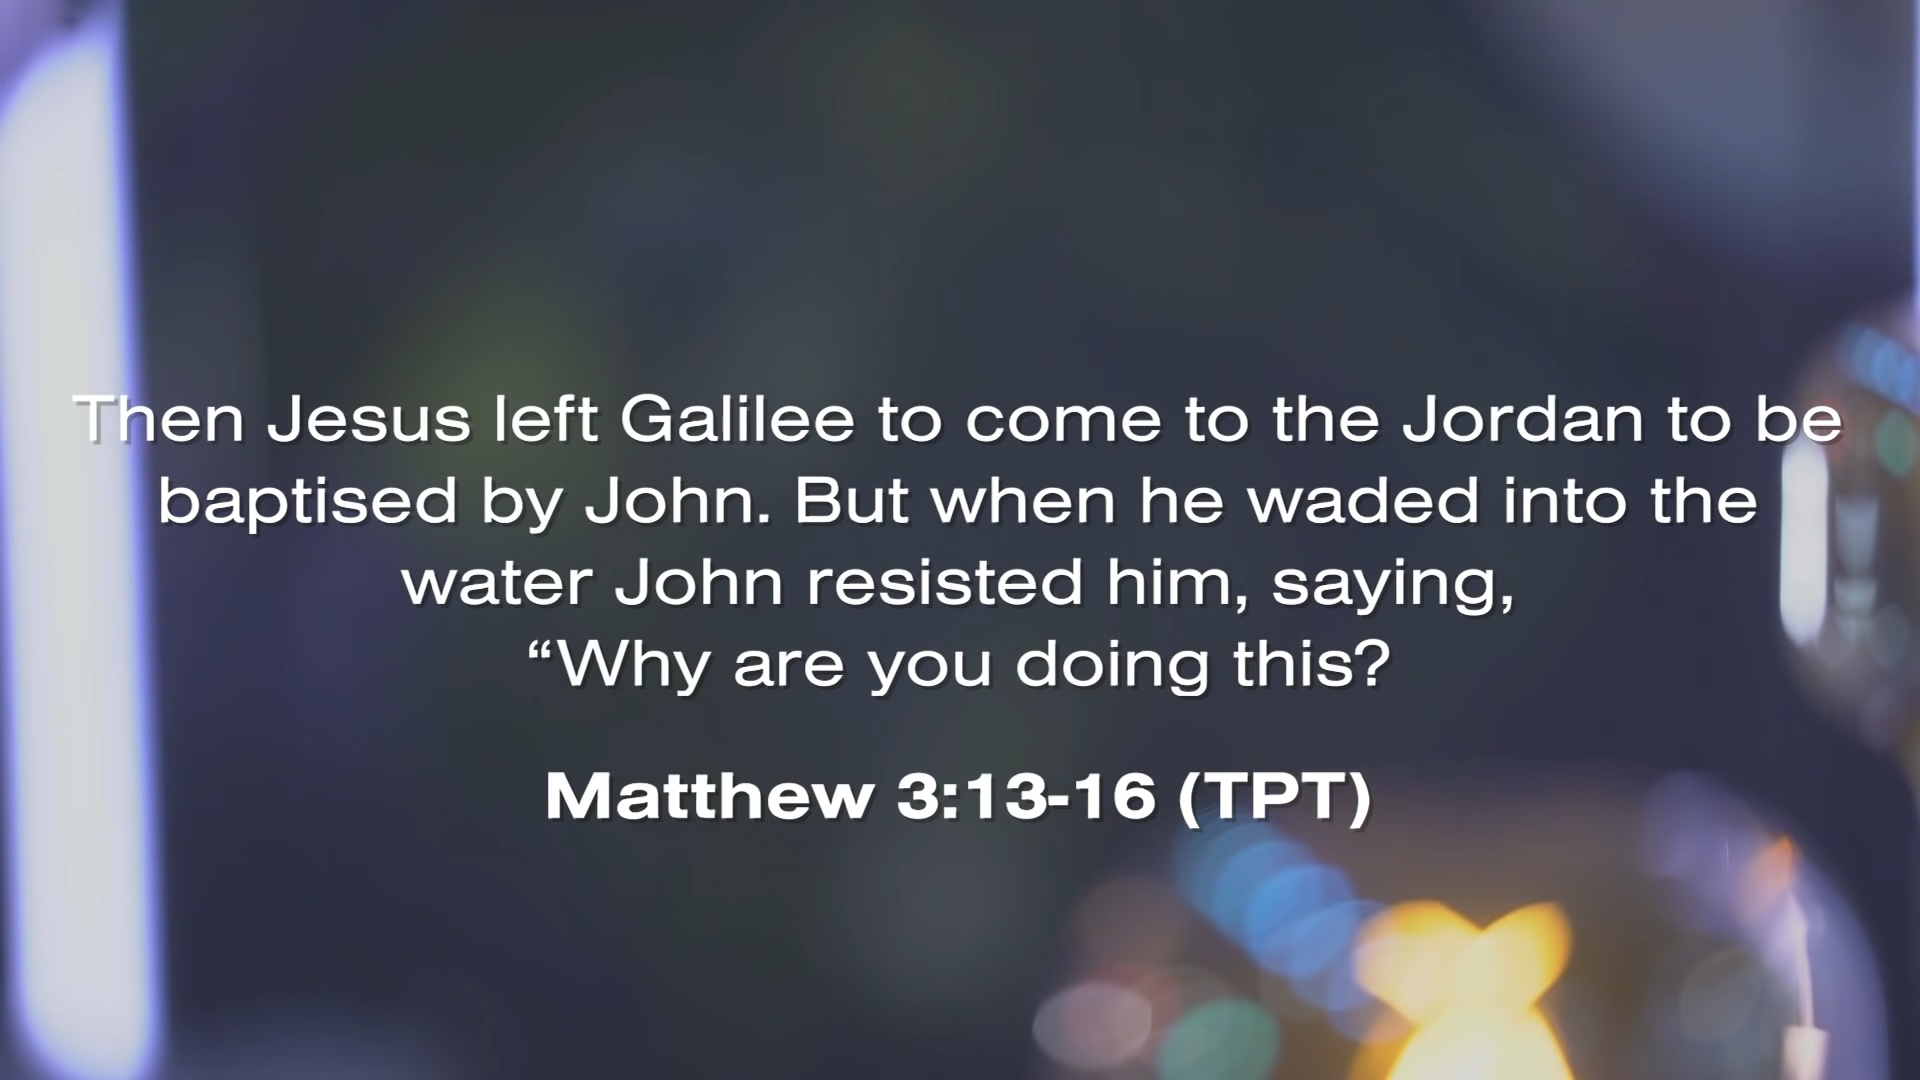 Then Jesus left Galilee to come to the Jordan to be
baptised by John. But when he waded into the
water John resisted him, saying,
“Why are you doing this?
Matthew 3:13-16 (TPT)